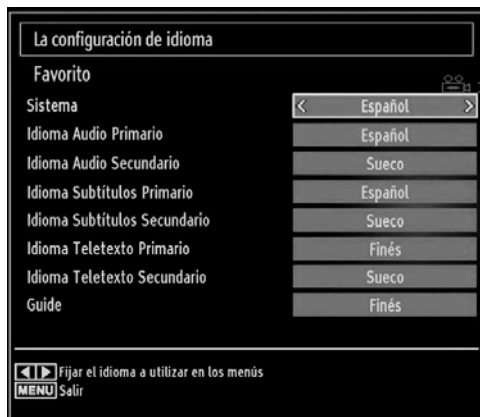 La configuración de idioma
Favorito
Sistema < Español >
Idioma Audio Primario Español
Idioma Audio Secundario Sueco
Idioma Subtítulos Primario Español
Idioma Subtítulos Secundario Sueco
Idioma Teletexto Primario Finés
Idioma Teletexto Secundario Sueco
Guide Finés
Fijar el idioma a utilizar en los menús
MENU Salir